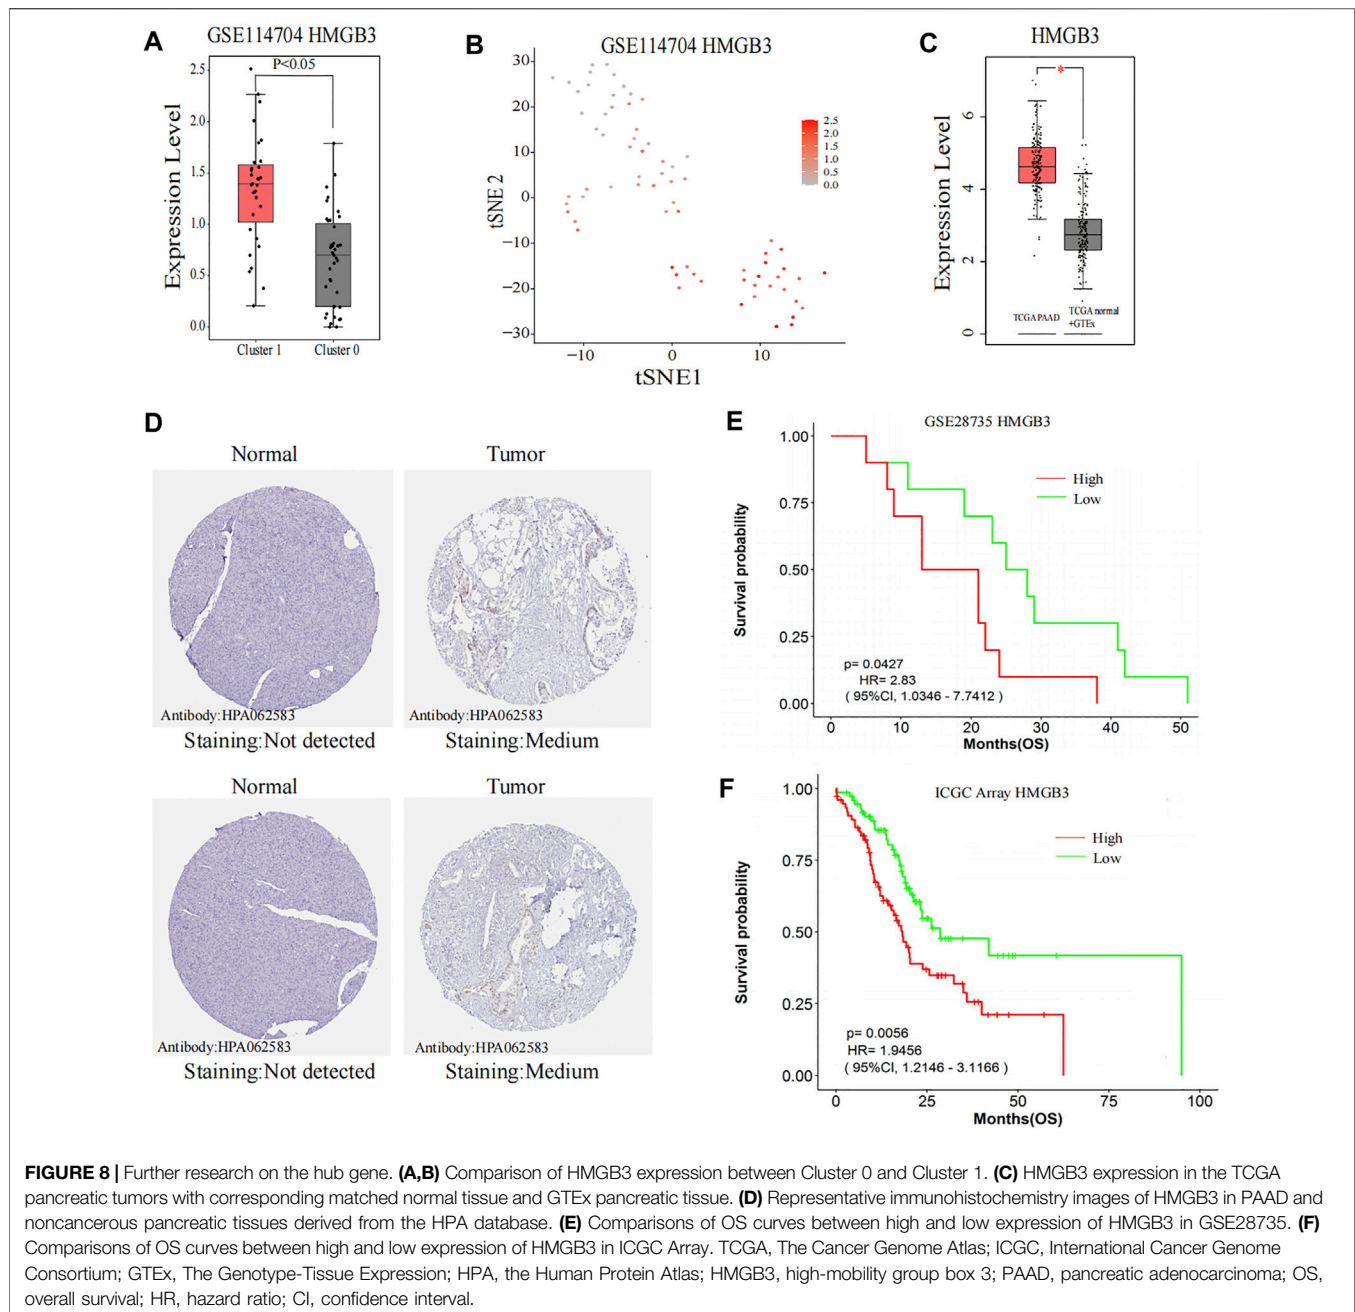 A
GSE114704 HMGB3
P<0.05
Expression Level
2.5
2.0
1.5
1.0
0.5
0.0
Cluster 1
Cluster 0
B
GSE114704 HMGB3
tSNE 2
30
20
10
0
−10
−20
−30
−10
0
10
tSNE1
2.5
2.0
1.5
1.0
0.5
0.0
C
HMGB3
*
Expression Level
6
4
2
0
TCGA PAAD
TCGA normal
+GTEx
D
Normal
Tumor
Antibody:HPA062583
Antibody:HPA062583
Staining:Not detected
Staining:Medium
Normal
Tumor
Antibody:HPA062583
Antibody:HPA062583
Staining:Not detected
Staining:Medium
E
GSE28735 HMGB3
Survival probability
1.00
0.75
0.50
0.25
0.00
High
Low
p= 0.0427
HR= 2.83
( 95%CI, 1.0346 - 7.7412 )
0
10
20
30
40
50
Months(OS)
F
ICGC Array HMGB3
Survival probability
1.00
0.75
0.50
0.25
0.00
High
Low
p= 0.0056
HR= 1.9456
( 95%CI, 1.2146 - 3.1166 )
0
25
50
75
100
Months(OS)
FIGURE 8 | Further research on the hub gene. (A,B) Comparison of HMGB3 expression between Cluster 0 and Cluster 1. (C) HMGB3 expression in the TCGA
pancreatic tumors with corresponding matched normal tissue and GTEx pancreatic tissue. (D) Representative immunohistochemistry images of HMGB3 in PAAD and
noncancerous pancreatic tissues derived from the HPA database. (E) Comparisons of OS curves between high and low expression of HMGB3 in GSE28735. (F)
Comparisons of OS curves between high and low expression of HMGB3 in ICGC Array. TCGA, The Cancer Genome Atlas; ICGC, International Cancer Genome
Consortium; GTEx, The Genotype-Tissue Expression; HPA, the Human Protein Atlas; HMGB3, high-mobility group box 3; PAAD, pancreatic adenocarcinoma; OS,
overall survival; HR, hazard ratio; CI, confidence interval.